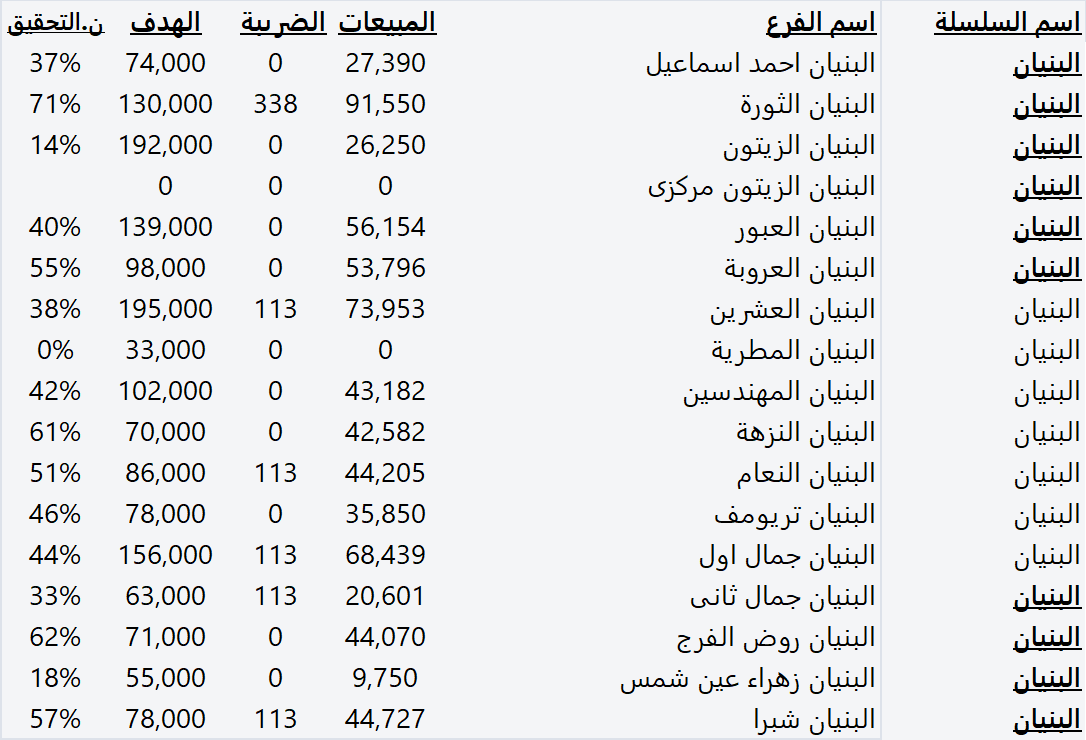 اسم السلسلة اسم الفرع المبيعات الضريبة الهدف ن.التحقيق
البنيان البنيان احمد اسماعيل 27,390 0 74,000 37%
البنيان البنيان الثورة 91,550 338 130,000 71%
البنيان البنيان الزيتون 26,250 0 192,000 14%
البنيان البنيان الزيتون مركزى 0 0 0
البنيان البنيان العبور 56,154 0 139,000 40%
البنيان البنيان العروبة 53,796 0 98,000 55%
البنيان البنيان العشرين 73,953 113 195,000 38%
البنيان البنيان المطرية 0 0 33,000 0%
البنيان البنيان المهندسين 43,182 0 102,000 42%
البنيان البنيان النزهة 42,582 0 70,000 61%
البنيان البنيان النعام 44,205 113 86,000 51%
البنيان البنيان تريومف 35,850 0 78,000 46%
البنيان البنيان جمال اول 68,439 113 156,000 44%
البنيان البنيان جمال ثانى 20,601 113 63,000 33%
البنيان البنيان روض الفرج 44,070 0 71,000 62%
البنيان البنيان زهراء عين شمس 9,750 0 55,000 18%
البنيان البنيان شبرا 44,727 113 78,000 57%